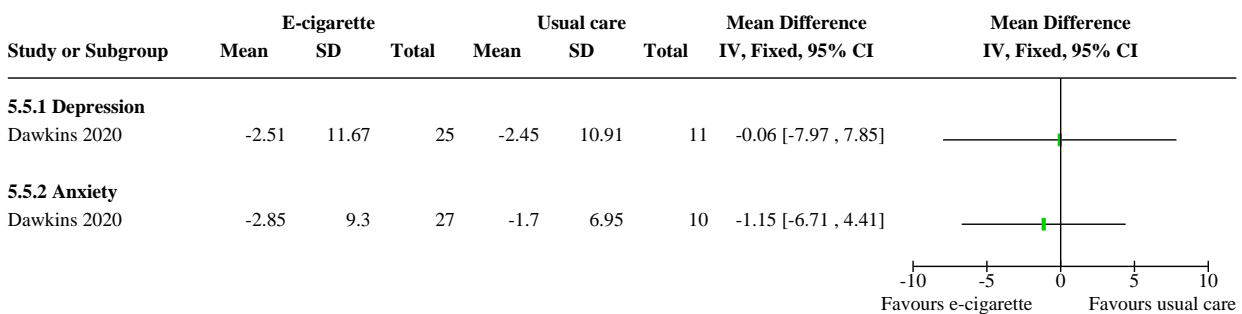 E-cigarette Usual care Mean Difference Mean Difference
Study or Subgroup Mean SD Total Mean SD Total IV, Fixed, 95% CI IV, Fixed, 95% CI
5.5.1 Depression
Dawkins 2020 -2.51 11.67 25 -2.45 10.91 11 -0.06 [-7.97 , 7.85]
5.5.2 Anxiety
Dawkins 2020 -2.85 9.3 27 -1.7 6.95 10 -1.15 [-6.71 , 4.41]
-10 -5 0 5 10
Favours e-cigarette Favours usual care